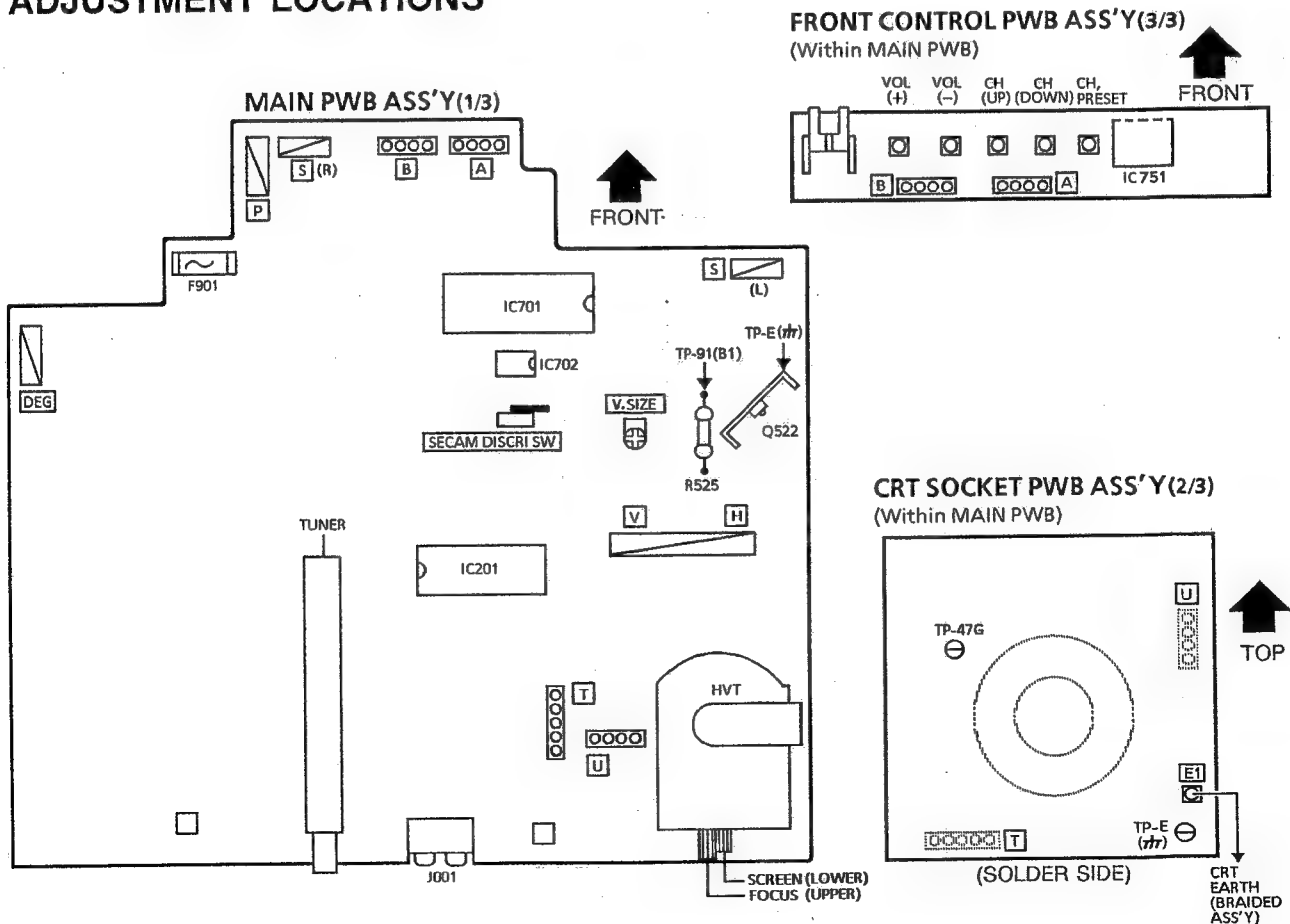 ADJUSTMENT LOCATIONS
MAIN PWB ASS'Y(1/3)
S (R)
B
A
P
FRONT
F901
S
(L)
IC701
TP-E
TP-91(B1)
IC702
DEG
V.SIZE
Q522
SECAM DISCRI SW
R525
V
H
TUNER
IC201
T
HVT
U
J001
SCREEN (LOWER)
FOCUS (UPPER)
FRONT CONTROL PWB ASS'Y(3/3)
(Within MAIN PWB)
VOL (+)
VOL (–)
CH (UP)
CH (DOWN)
CH, PRESET
FRONT
IC751
B
A
CRT SOCKET PWB ASS'Y(2/3)
(Within MAIN PWB)
U
TP-47G
TOP
E1
TP-E
T
(SOLDER SIDE)
CRT
EARTH
(BRAIDED
ASS'Y)